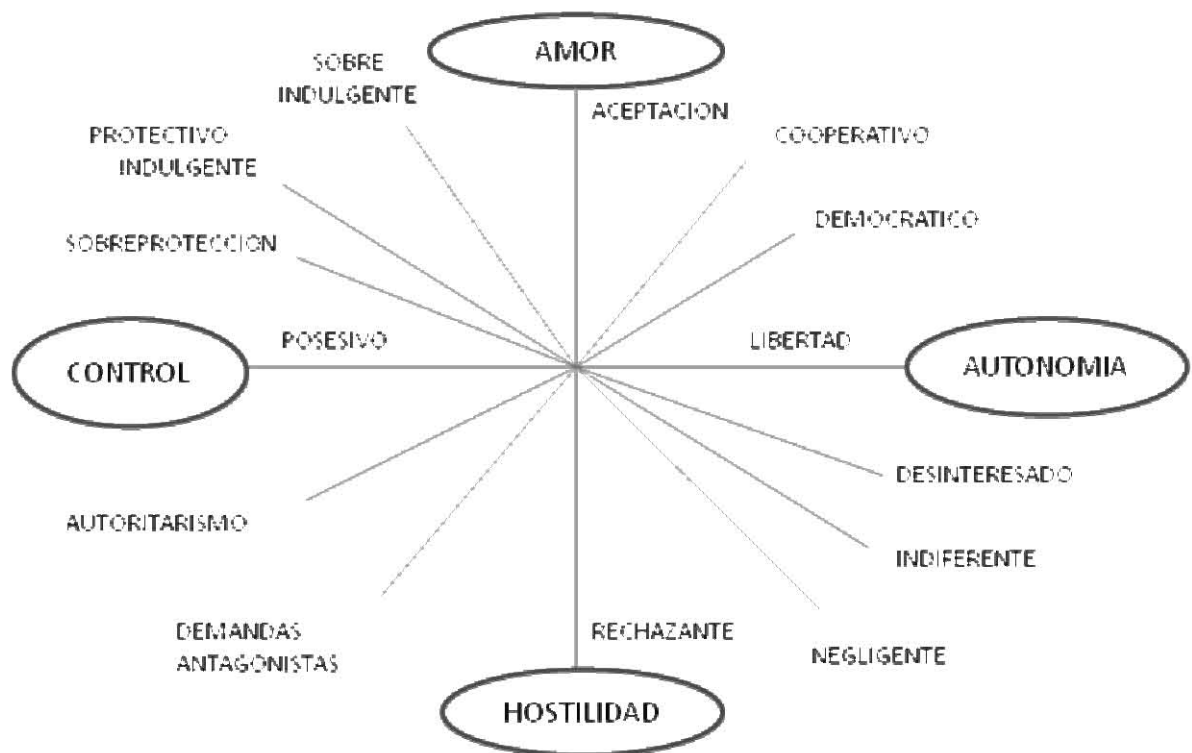 AMOR
SOBRE
INDULGENTE
ACEPTACION
PROTECTIVO
INDULGENTE
COOPERATIVO
DEMOCRATICO
SOBREPROTECCION
POSESIVO
LIBERTAD
CONTROL
AUTONOMIA
DESINTERESADO
AUTORITARISMO
INDIFERENTE
DEMANDAS
ANTAGONISTAS
RECHAZANTE
NEGLIGENTE
HOSTILIDAD